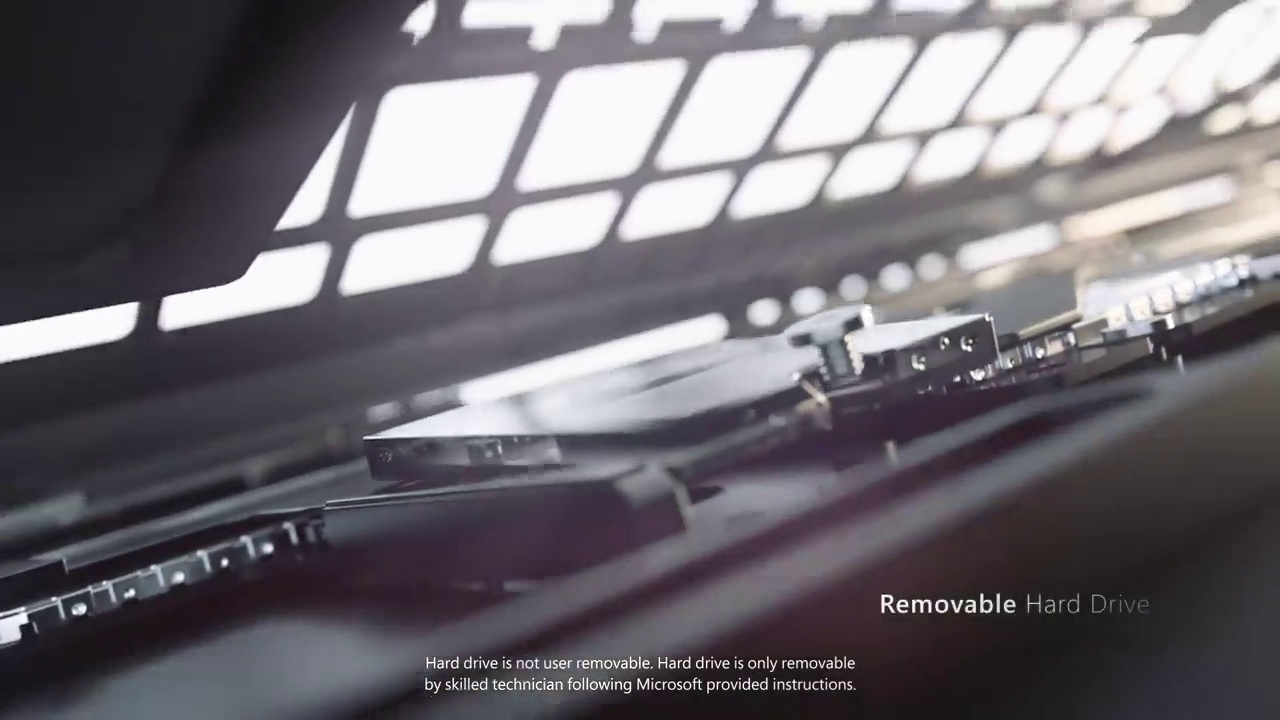 Removable Hard Drive
Hard drive is not user removable. Hard drive is only removable
by skilled technician following Microsoft provided instructions.